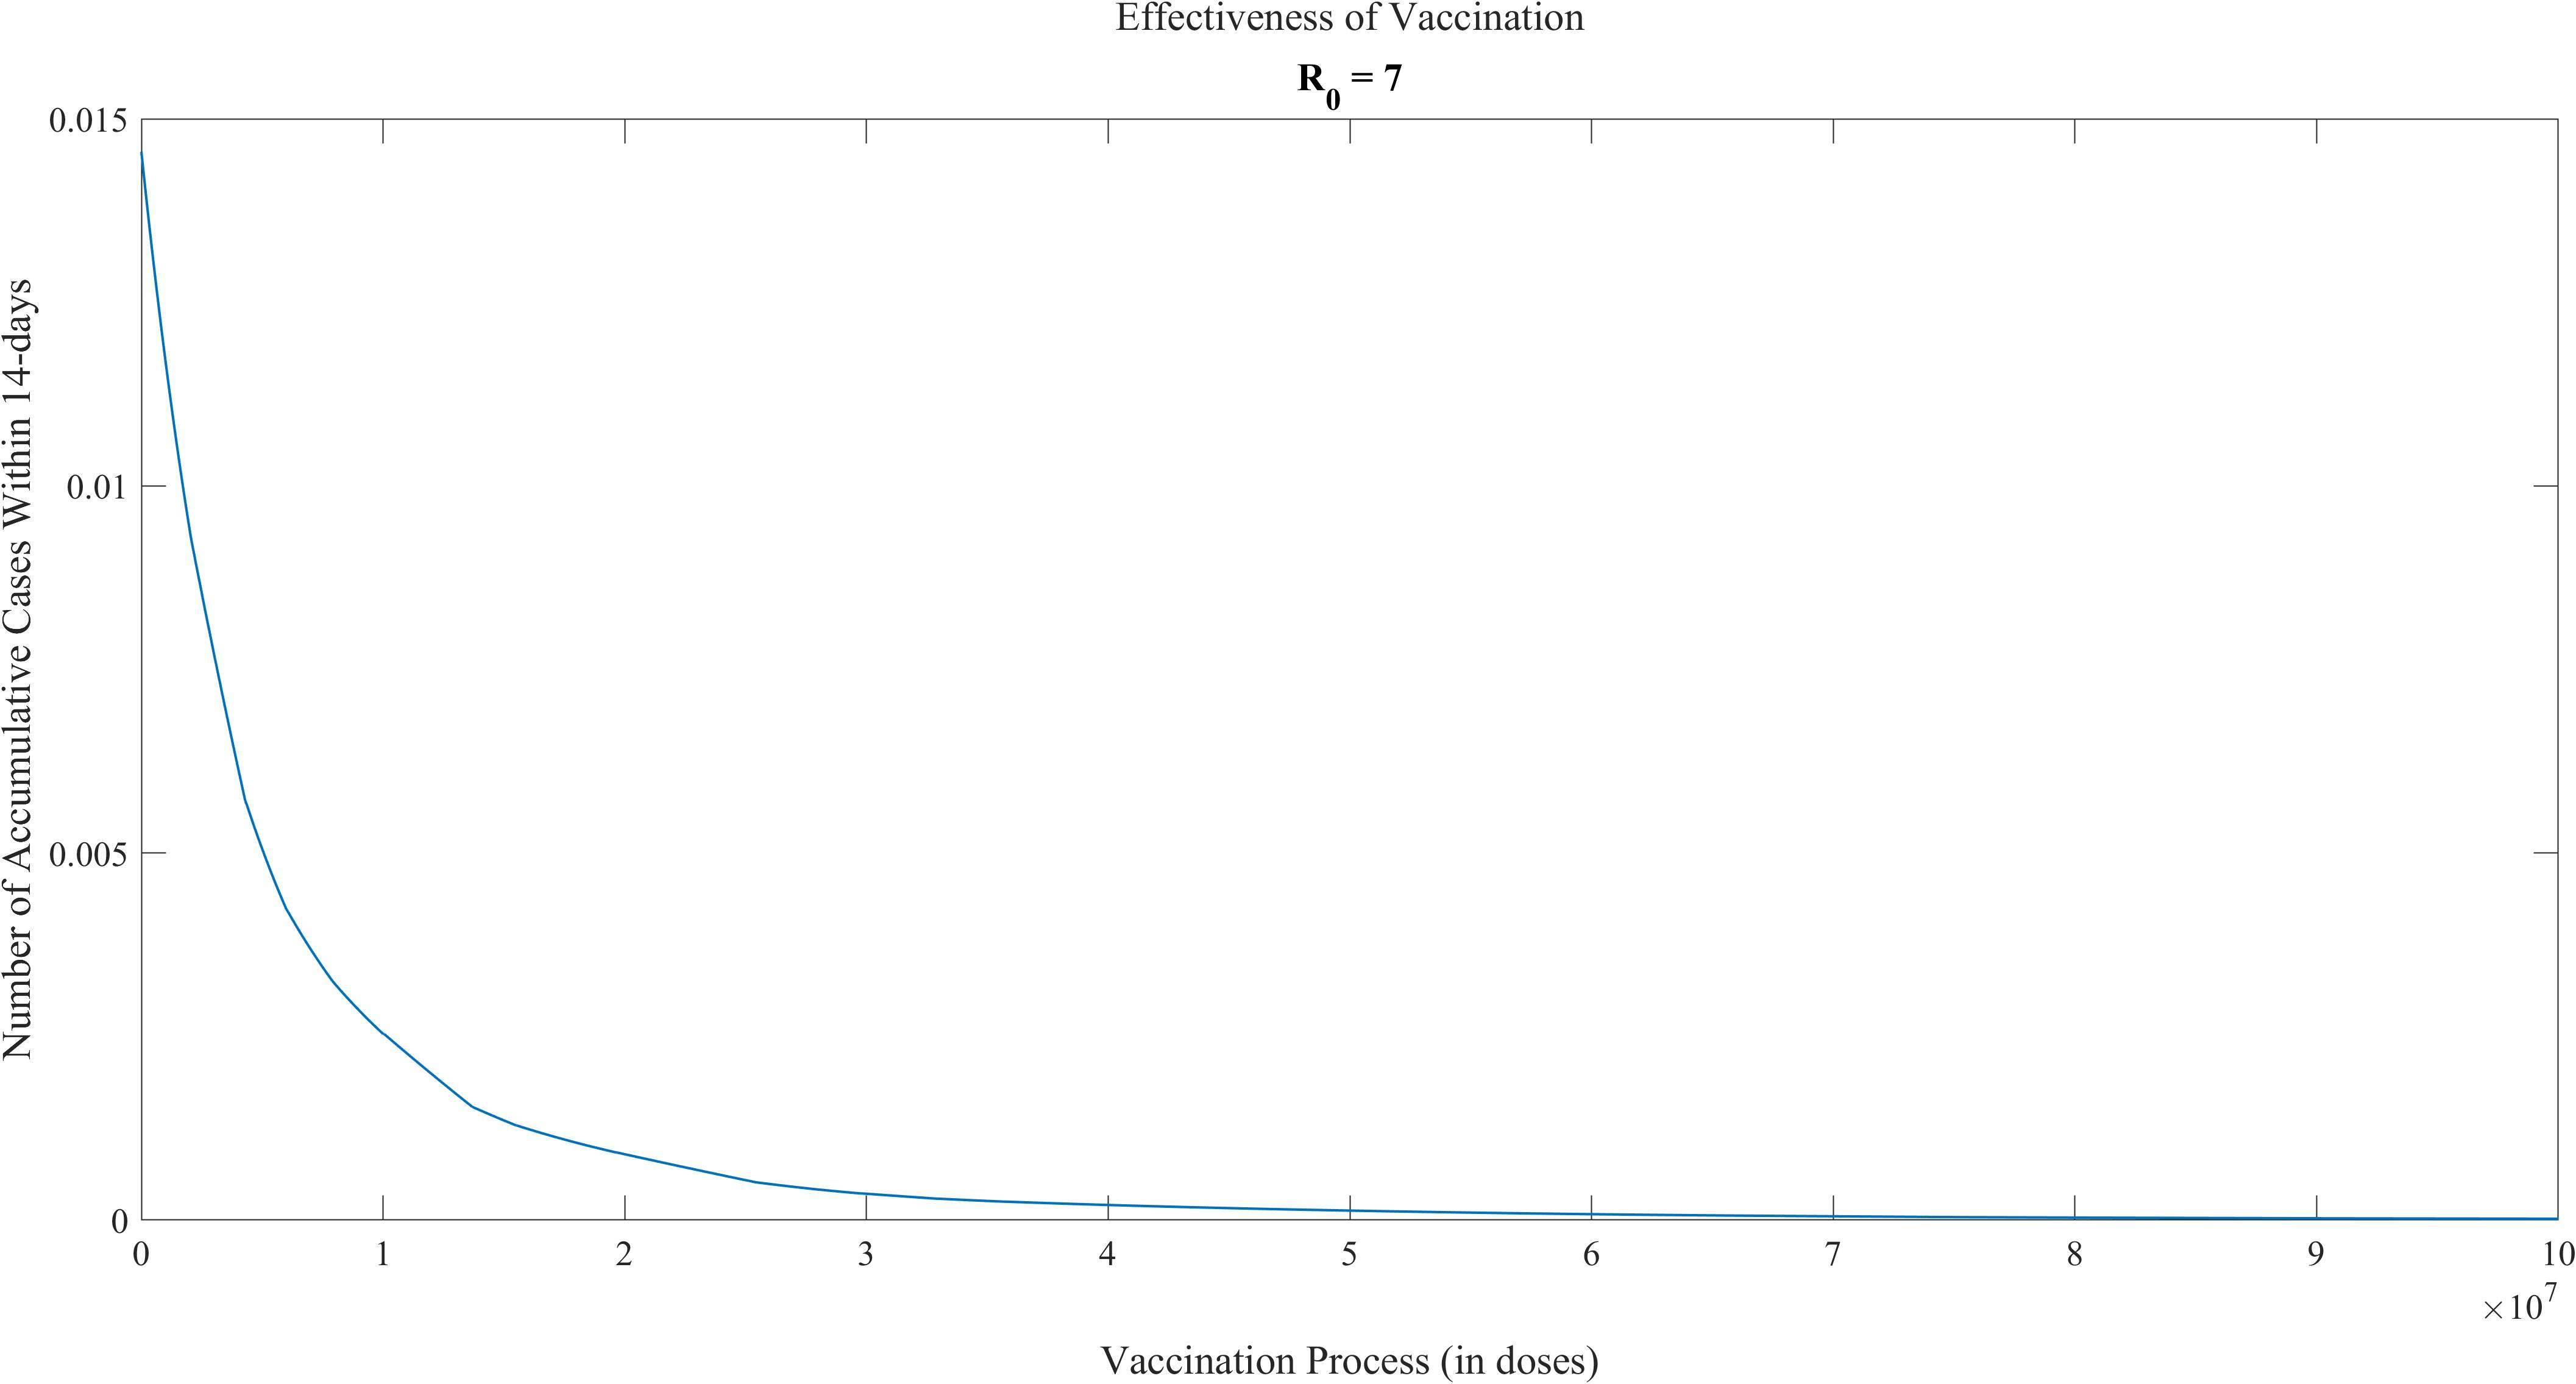 Effectiveness of Vaccination
R0 = 7
0.015
0.01
0.005
0
Number of Accumulative Cases Within 14-days
0 1 2 3 4 5 6 7 8 9 10
×10^7
Vaccination Process (in doses)